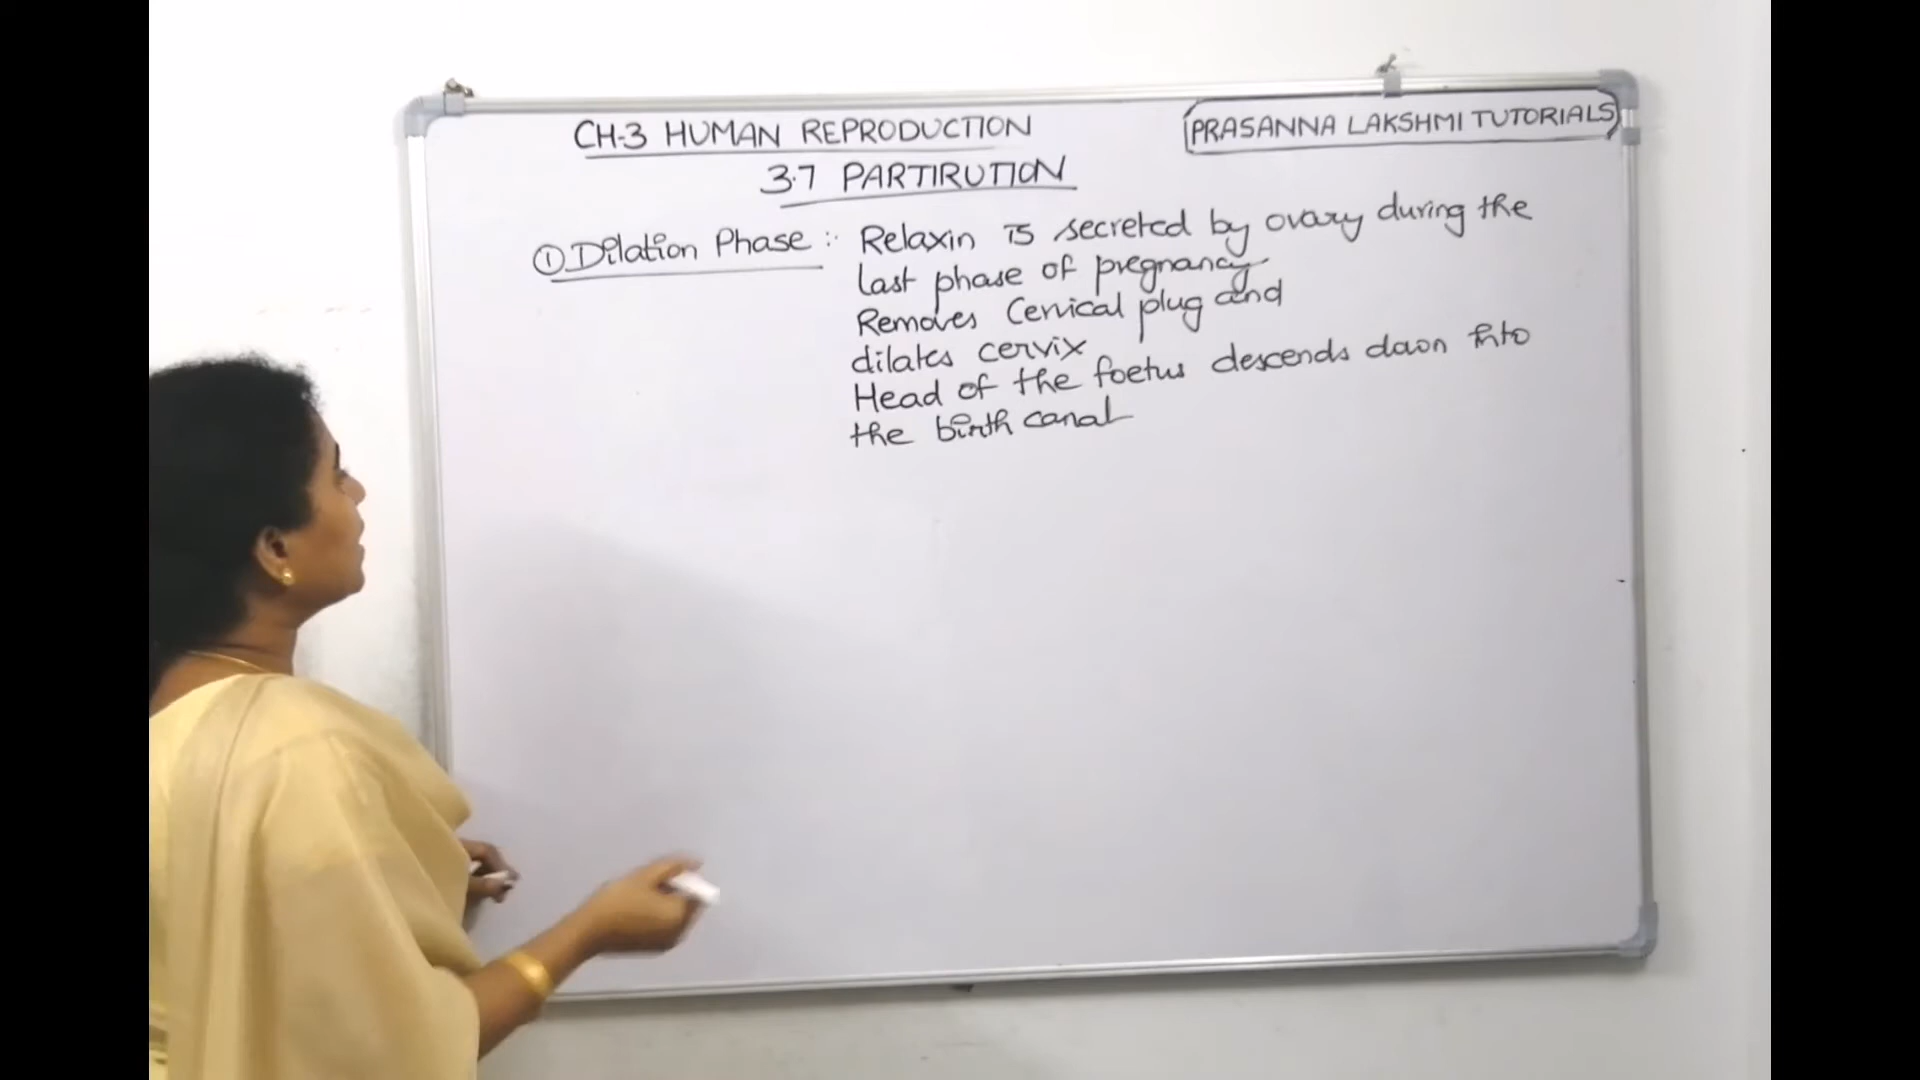 CH-3 HUMAN REPRODUCTION
PRASANNA LAKSHMI TUTORIALS
3.7 PARTIRUTION
① Dilation Phase :- Relaxin is secreted by ovary during the
last phase of pregnancy
Removes Cervical plug and
dilates cervix
Head of the foetus descends down into
the birth canal